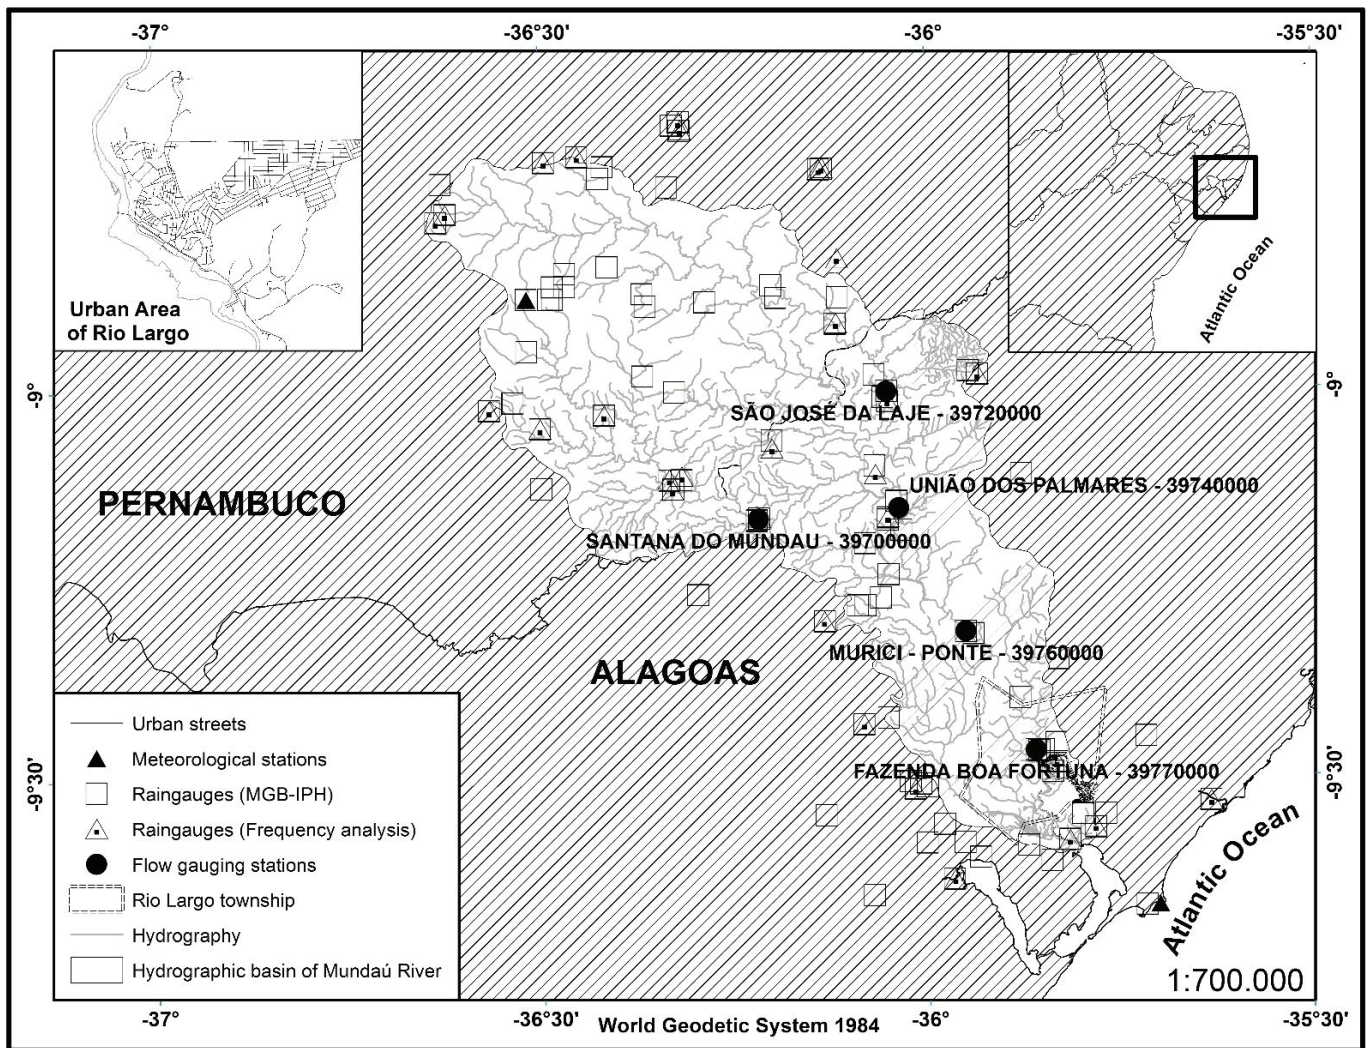 -37°
-36°30'
-36°
-35°30'
Urban Area
of Rio Largo
Atlantic Ocean
-9°
-9°
SÃO JOSÉ DA LAJE - 39720000
UNIÃO DOS PALMARES - 39740000
PERNAMBUCO
SANTANA DO MUNDAU - 39700000
MURICI - PONTE - 39760000
ALAGOAS
Urban streets
Meteorological stations
Raingauges (MGB-IPH)
Raingauges (Frequency analysis)
Flow gauging stations
Rio Largo township
Hydrography
Hydrographic basin of Mundaú River
-9°30'
-9°30'
FAZENDA BOA FORTUNA - 39770000
Atlantic Ocean
1:700.000
-37°
-36°30'
World Geodetic System 1984
-36°
-35°30'